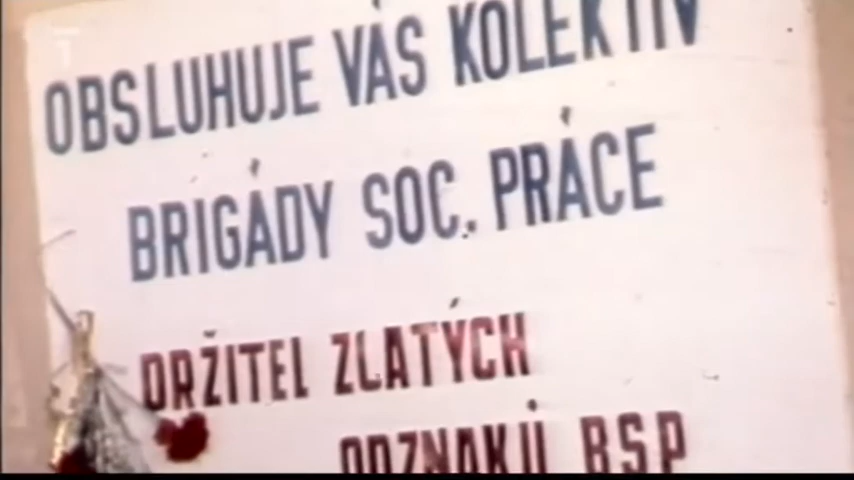 OBSLUHUJE VÁS KOLEKTIV
BRIGÁDY SOC. PRÁCE
DRŽITEL ZLATÝCH
ODZNAKŮ BSP